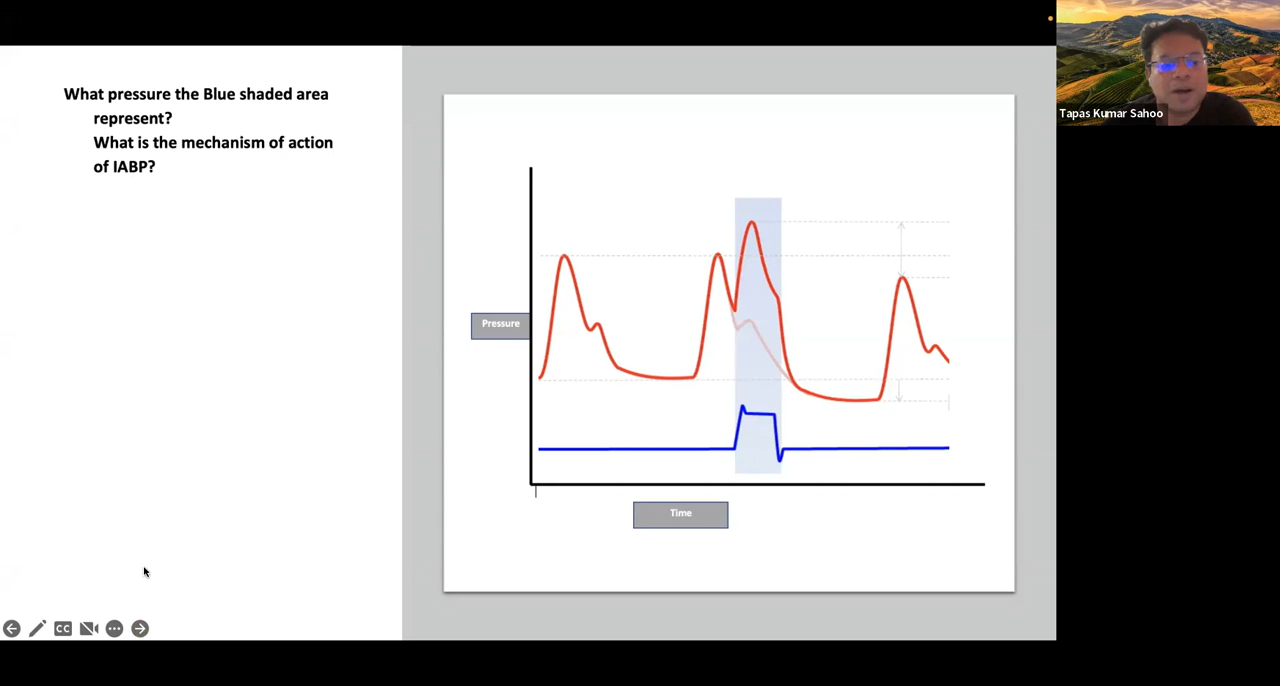 What pressure the Blue shaded area
represent?
What is the mechanism of action
of IABP?
Pressure
Time
Tapas Kumar Sahoo
CC